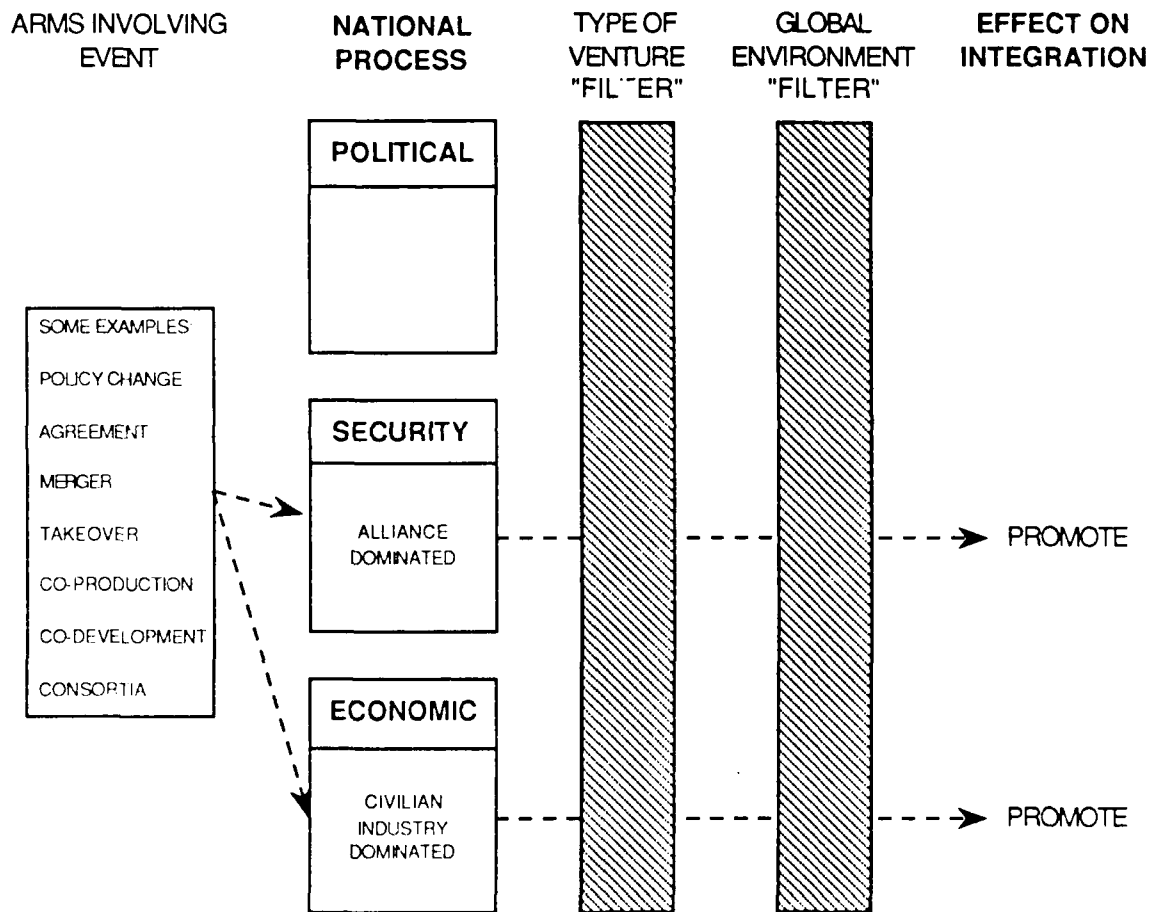 ARMS INVOLVING
EVENT
NATIONAL
PROCESS
TYPE OF
VENTURE
"FILTER"
GLOBAL
ENVIRONMENT
"FILTER"
EFFECT ON
INTEGRATION
POLITICAL
SOME EXAMPLES
POLICY CHANGE
AGREEMENT
MERGER
TAKEOVER
CO-PRODUCTION
CO-DEVELOPMENT
CONSORTIA
SECURITY
ALLIANCE
DOMINATED
PROMOTE
ECONOMIC
CIVILIAN
INDUSTRY
DOMINATED
PROMOTE